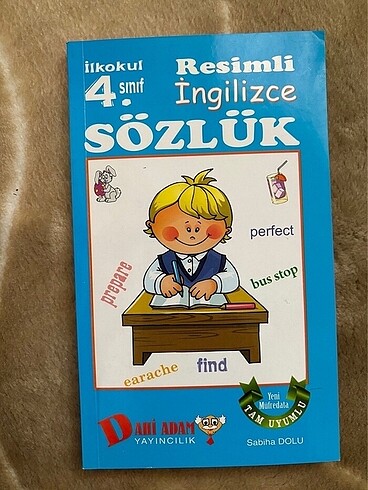 İlkokul
4. sınıf
Resimli
İngilizce
SÖZLÜK
perfect
prepare
bus stop
earache
find
Yeni
Müfredata
TAM UYUMLU
DAHİ ADAM
YAYINCILIK
Sabiha DOLU